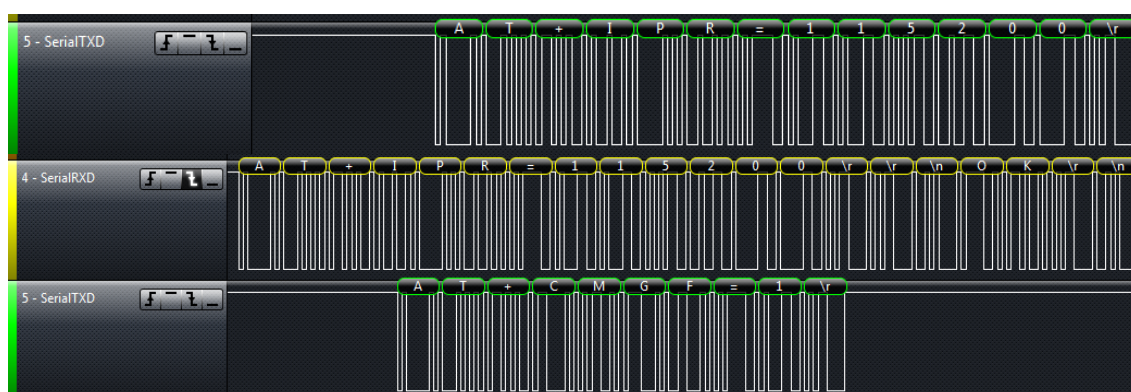 5 - SerialTXD
A T + I P R = 1 1 5 2 0 0 \r
4 - SerialRXD
A T + I P R = 1 1 5 2 0 0 \r \r \n O K \r \n
5 - SerialTXD
A T + C M G F = 1 \r